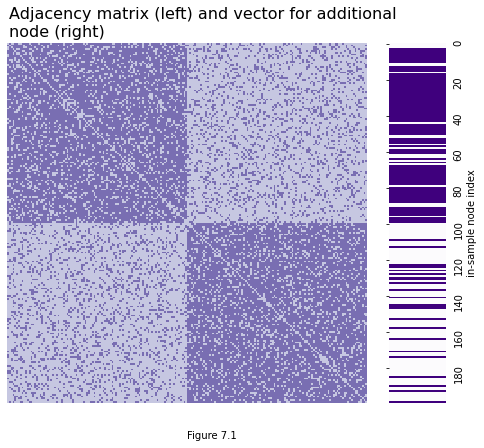 Adjacency matrix (left) and vector for additional
node (right)
0
20
40
60
80
100
120
140
160
180
in-sample node index
Figure 7.1